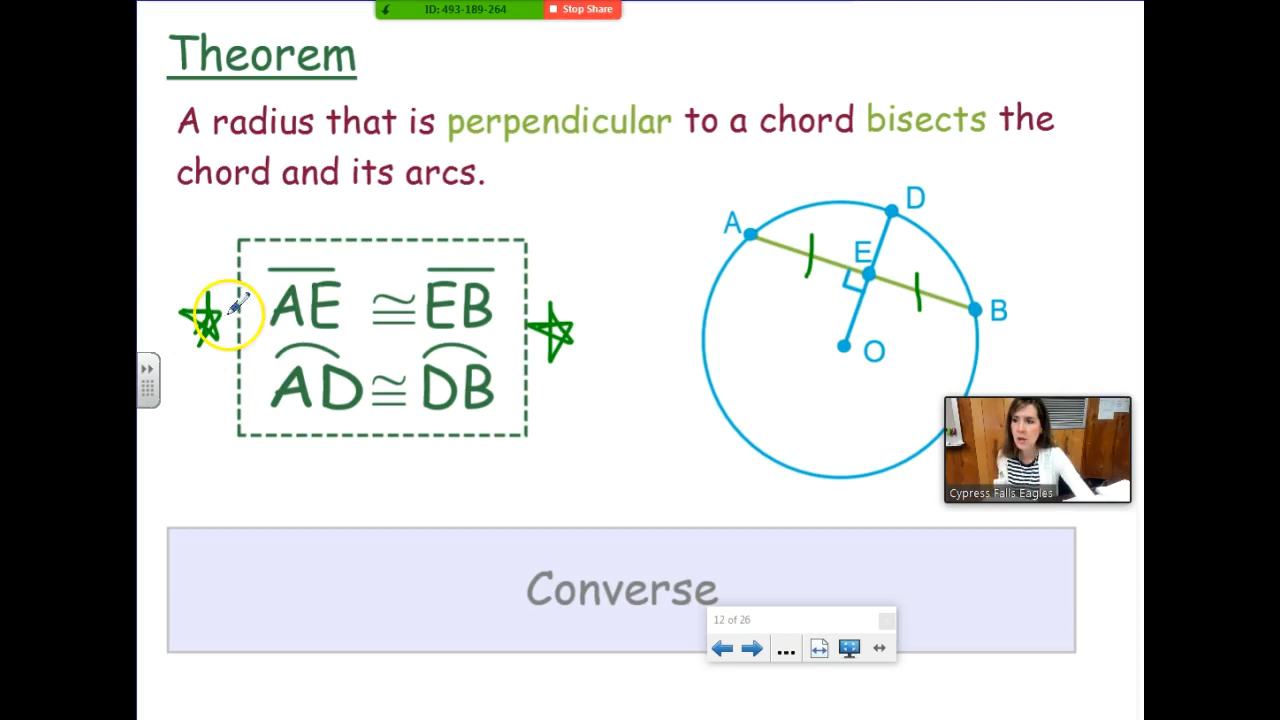 ID: 493-189-264
Stop Share
Theorem
A radius that is perpendicular to a chord bisects the
chord and its arcs.
AE ≅ EB
AD ≅ DB
A
D
E
B
O
Cypress Falls Eagles
Converse
12 of 26